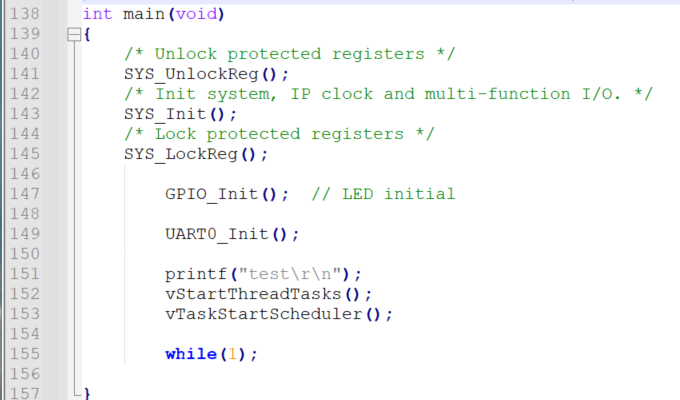 138 int main(void)
139 {
140 /* Unlock protected registers */
141 SYS_UnlockReg();
142 /* Init system, IP clock and multi-function I/O. */
143 SYS_Init();
144 /* Lock protected registers */
145 SYS_LockReg();
146
147 GPIO_Init(); // LED initial
148
149 UART0_Init();
150
151 printf("test\r\n");
152 vStartThreadTasks();
153 vTaskStartScheduler();
154
155 while(1);
156
157 }